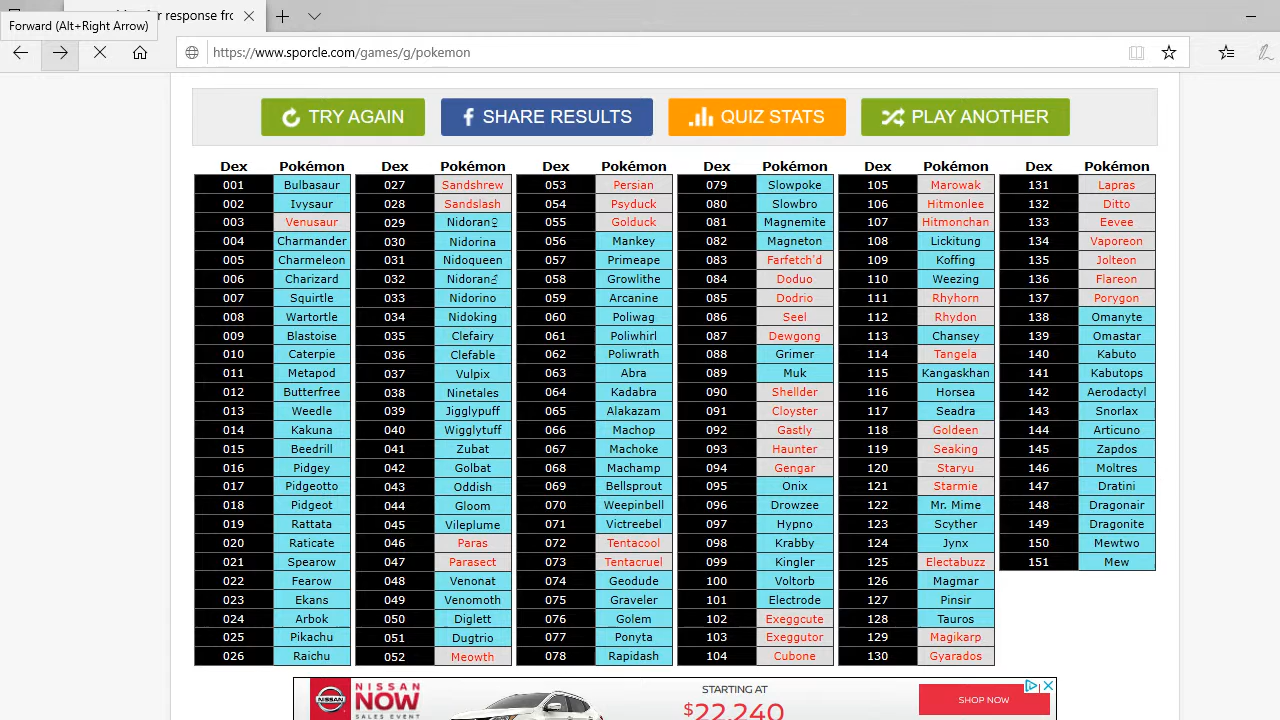 for response fro
Forward (Alt+Right Arrow)
https://www.sporcle.com/games/g/pokemon
TRY AGAIN
SHARE RESULTS
QUIZ STATS
PLAY ANOTHER
Dex Pokémon Dex Pokémon Dex Pokémon Dex Pokémon Dex Pokémon Dex Pokémon
001 Bulbasaur 027 Sandshrew 053 Persian 079 Slowpoke 105 Marowak 131 Lapras
002 Ivysaur 028 Sandslash 054 Psyduck 080 Slowbro 106 Hitmonlee 132 Ditto
003 Venusaur 029 Nidoran♀ 055 Golduck 081 Magnemite 107 Hitmonchan 133 Eevee
004 Charmander 030 Nidorina 056 Mankey 082 Magneton 108 Lickitung 134 Vaporeon
005 Charmeleon 031 Nidoqueen 057 Primeape 083 Farfetch'd 109 Koffing 135 Jolteon
006 Charizard 032 Nidoran♂ 058 Growlithe 084 Doduo 110 Weezing 136 Flareon
007 Squirtle 033 Nidorino 059 Arcanine 085 Dodrio 111 Rhyhorn 137 Porygon
008 Wartortle 034 Nidoking 060 Poliwag 086 Seel 112 Rhydon 138 Omanyte
009 Blastoise 035 Clefairy 061 Poliwhirl 087 Dewgong 113 Chansey 139 Omastar
010 Caterpie 036 Clefable 062 Poliwrath 088 Grimer 114 Tangela 140 Kabuto
011 Metapod 037 Vulpix 063 Abra 089 Muk 115 Kangaskhan 141 Kabutops
012 Butterfree 038 Ninetales 064 Kadabra 090 Shellder 116 Horsea 142 Aerodactyl
013 Weedle 039 Jigglypuff 065 Alakazam 091 Cloyster 117 Seadra 143 Snorlax
014 Kakuna 040 Wigglytuff 066 Machop 092 Gastly 118 Goldeen 144 Articuno
015 Beedrill 041 Zubat 067 Machoke 093 Haunter 119 Seaking 145 Zapdos
016 Pidgey 042 Golbat 068 Machamp 094 Gengar 120 Staryu 146 Moltres
017 Pidgeotto 043 Oddish 069 Bellsprout 095 Onix 121 Starmie 147 Dratini
018 Pidgeot 044 Gloom 070 Weepinbell 096 Drowzee 122 Mr. Mime 148 Dragonair
019 Rattata 045 Vileplume 071 Victreebel 097 Hypno 123 Scyther 149 Dragonite
020 Raticate 046 Paras 072 Tentacool 098 Krabby 124 Jynx 150 Mewtwo
021 Spearow 047 Parasect 073 Tentacruel 099 Kingler 125 Electabuzz 151 Mew
022 Fearow 048 Venonat 074 Geodude 100 Voltorb 126 Magmar
023 Ekans 049 Venomoth 075 Graveler 101 Electrode 127 Pinsir
024 Arbok 050 Diglett 076 Golem 102 Exeggcute 128 Tauros
025 Pikachu 051 Dugtrio 077 Ponyta 103 Exeggutor 129 Magikarp
026 Raichu 052 Meowth 078 Rapidash 104 Cubone 130 Gyarados
NISSAN
NISSAN
NOW
SALES EVENT
STARTING AT
$22,240
SHOP NOW